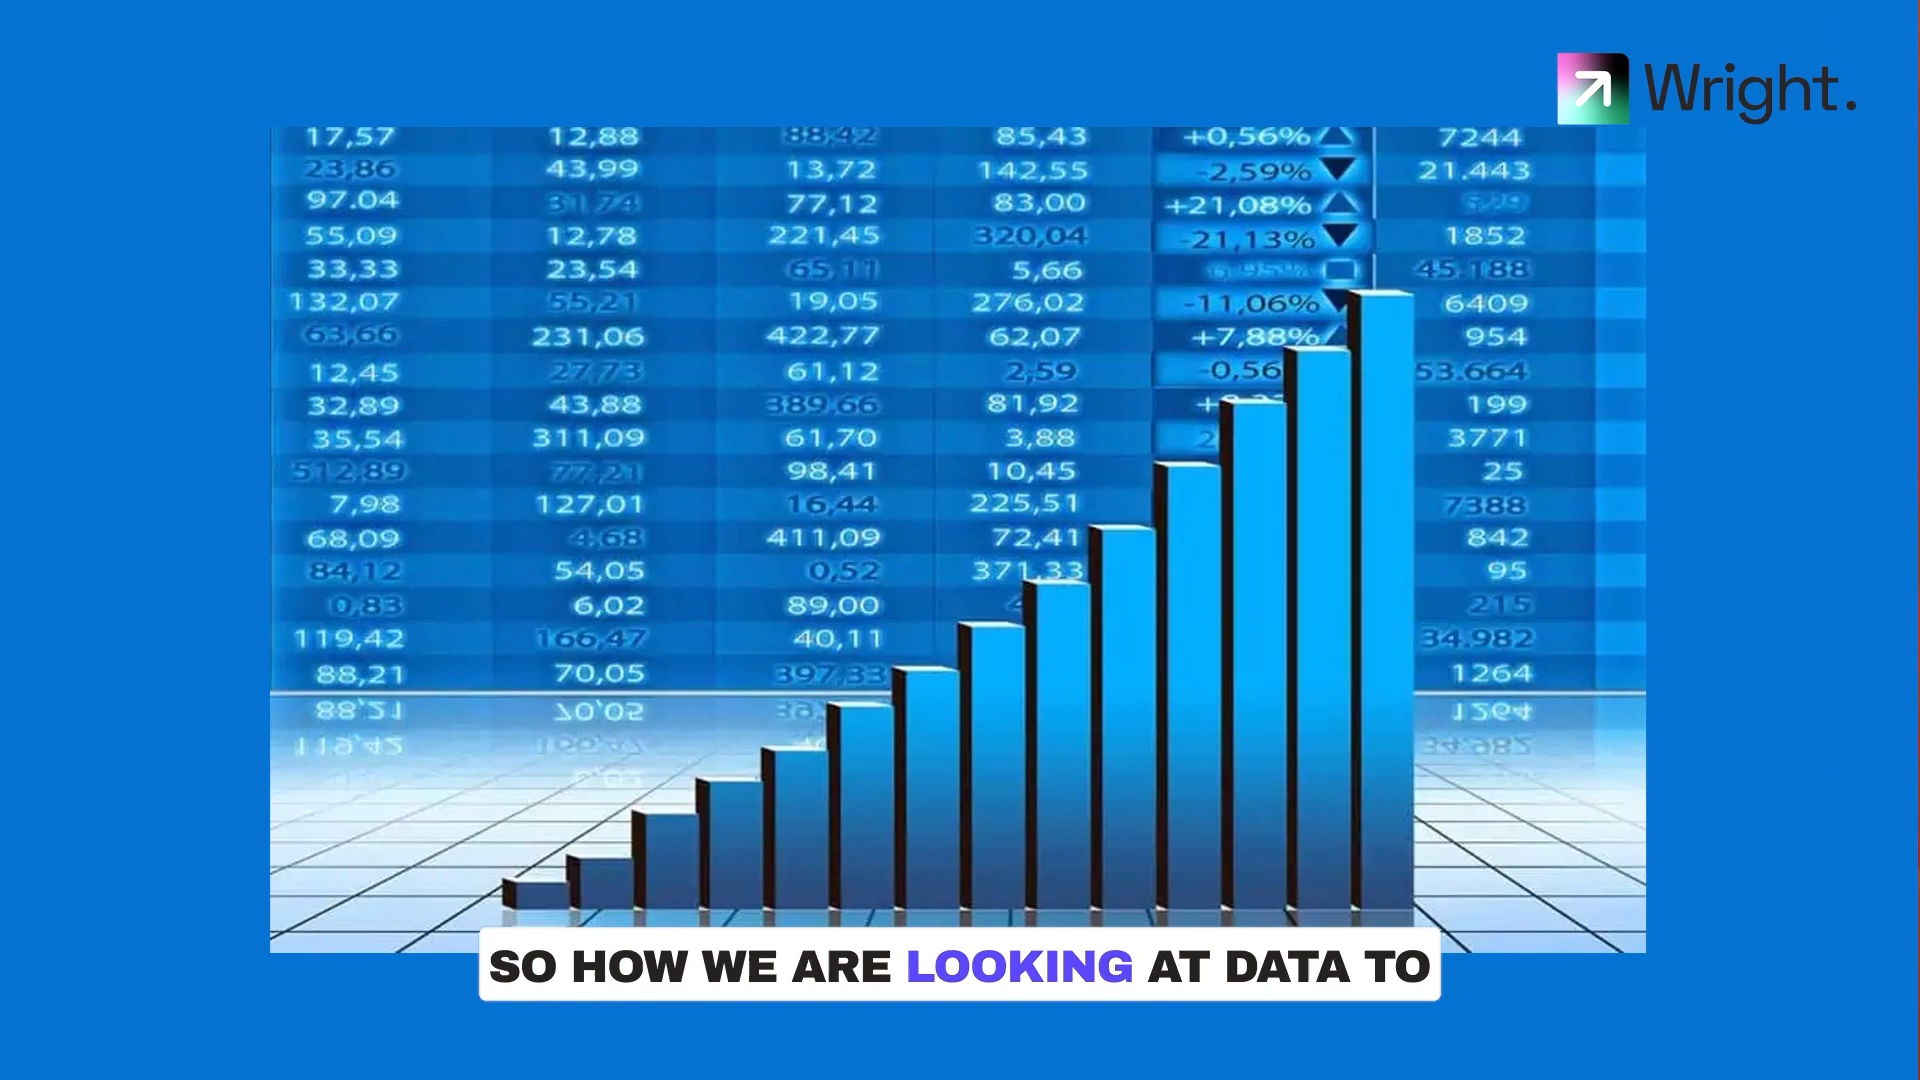 Wright.
17,57 12,88 88,42 85,43 +0,56% 7244
23,86 43,99 13,72 142,55 -2,59% 21.443
97.04 31,74 77,12 83,00 +21,08%
55,09 12,78 221,45 320,04 -21,13% 1852
33,33 23,54 65,11 5,66 6,95% 45.188
132,07 55,21 19,05 276,02 -11,06% 6409
63,66 231,06 422,77 62,07 +7,88% 954
12,45 27,73 61,12 2,59 -0,56 53.664
32,89 43,88 389,66 81,92 199
35,54 311,09 61,70 3,88 3771
512,89 77,21 98,41 10,45 25
7,98 127,01 16,44 225,51 7388
68,09 4,68 411,09 72,41 842
84,12 54,05 0,52 371,33 95
0,83 6,02 89,00 215
119,42 166,47 40,11 34.982
88,21 70,05 397,33 1264
SO HOW WE ARE LOOKING AT DATA TO